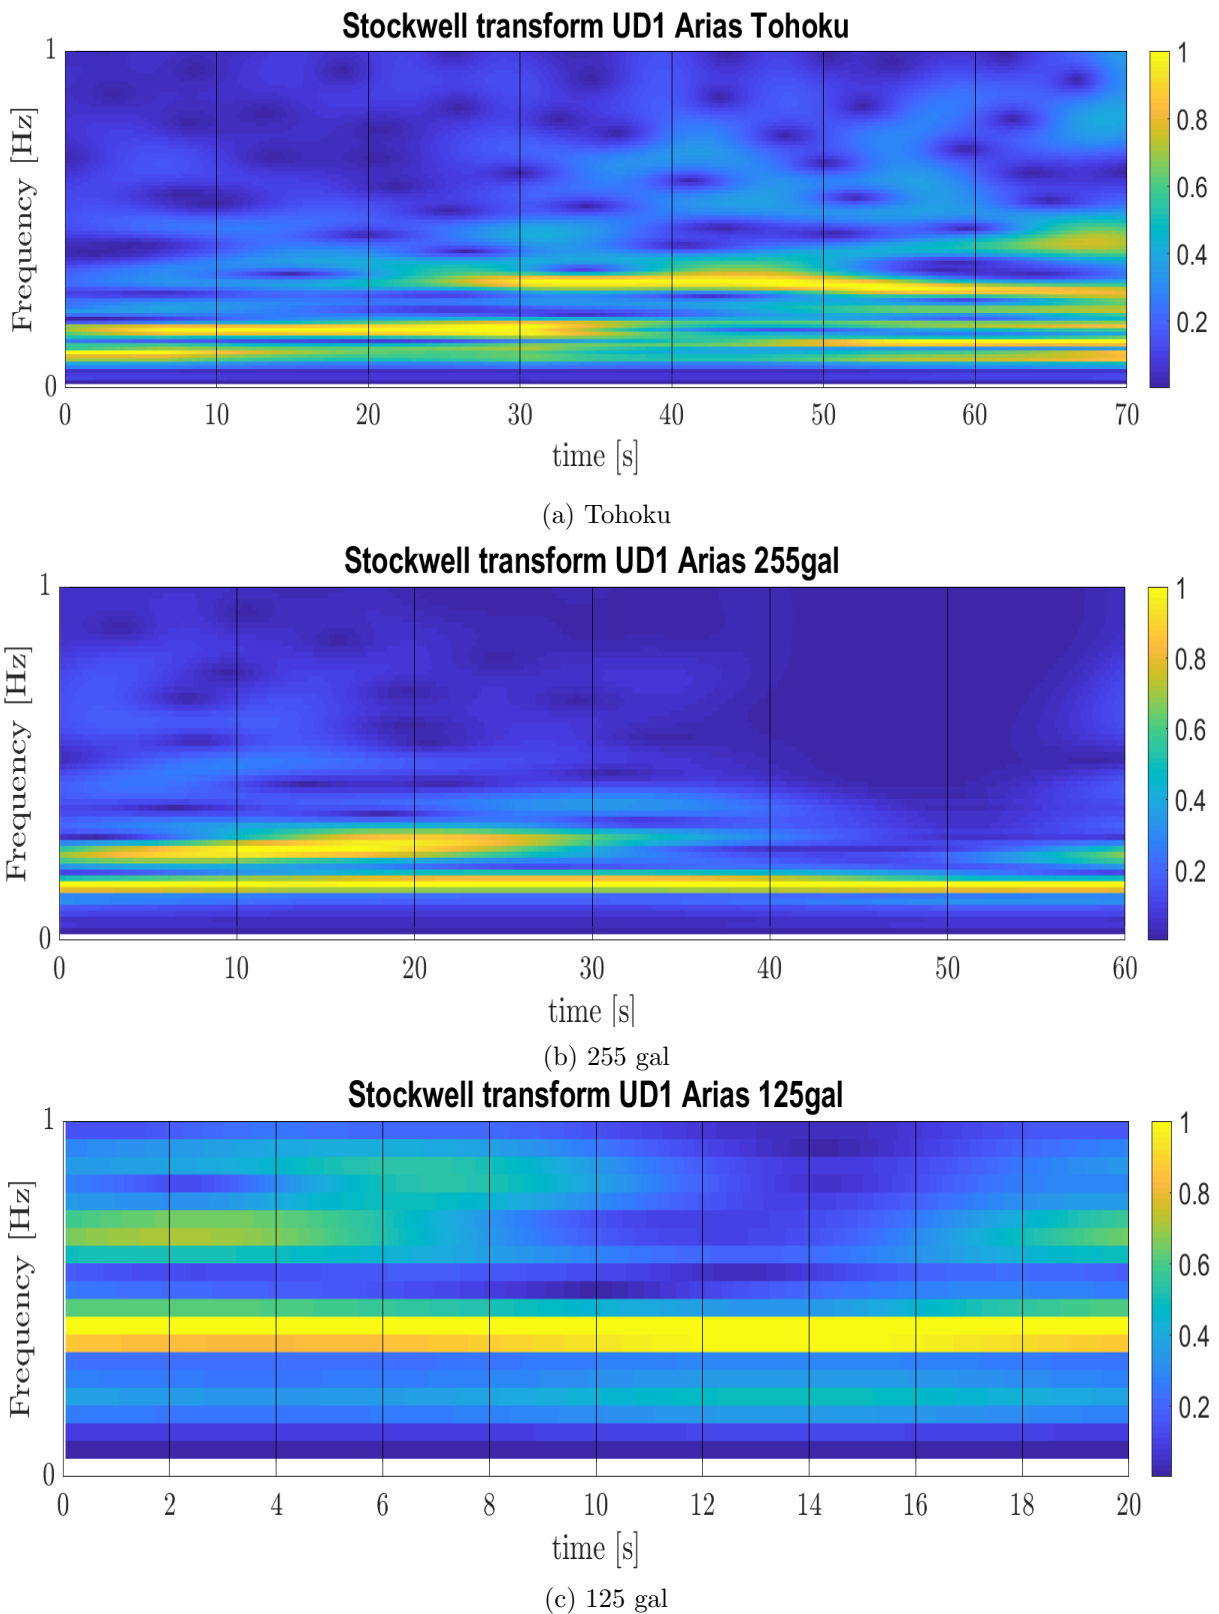 Stockwell transform UD1 Arias Tohoku
1
0
Frequency [Hz]
0 10 20 30 40 50 60 70
time [s]
1
0.8
0.6
0.4
0.2
(a) Tohoku
Stockwell transform UD1 Arias 255gal
1
0
Frequency [Hz]
0 10 20 30 40 50 60
time [s]
1
0.8
0.6
0.4
0.2
(b) 255 gal
Stockwell transform UD1 Arias 125gal
1
0
Frequency [Hz]
0 2 4 6 8 10 12 14 16 18 20
time [s]
1
0.8
0.6
0.4
0.2
(c) 125 gal